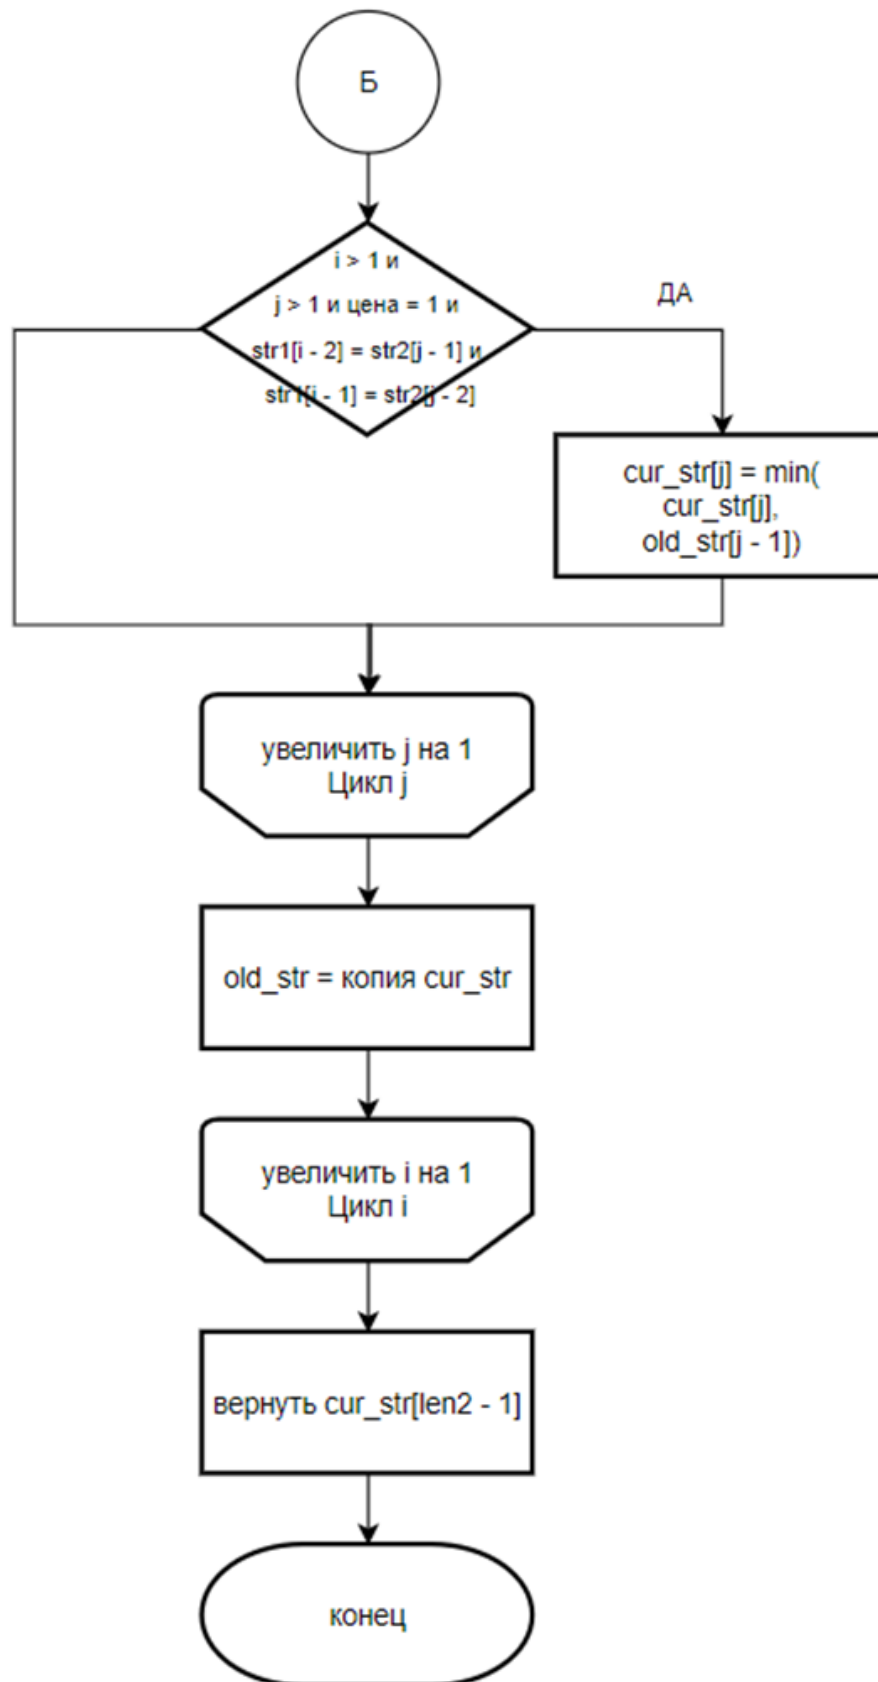 Б
i > 1 и
j > 1 и цена = 1 и
str1[i - 2] = str2[j - 1] и
str1[i - 1] = str2[j - 2]
ДА
cur_str[j] = min(
cur_str[j],
old_str[j - 1])
увеличить j на 1
Цикл j
old_str = копия cur_str
увеличить i на 1
Цикл i
вернуть cur_str[len2 - 1]
конец